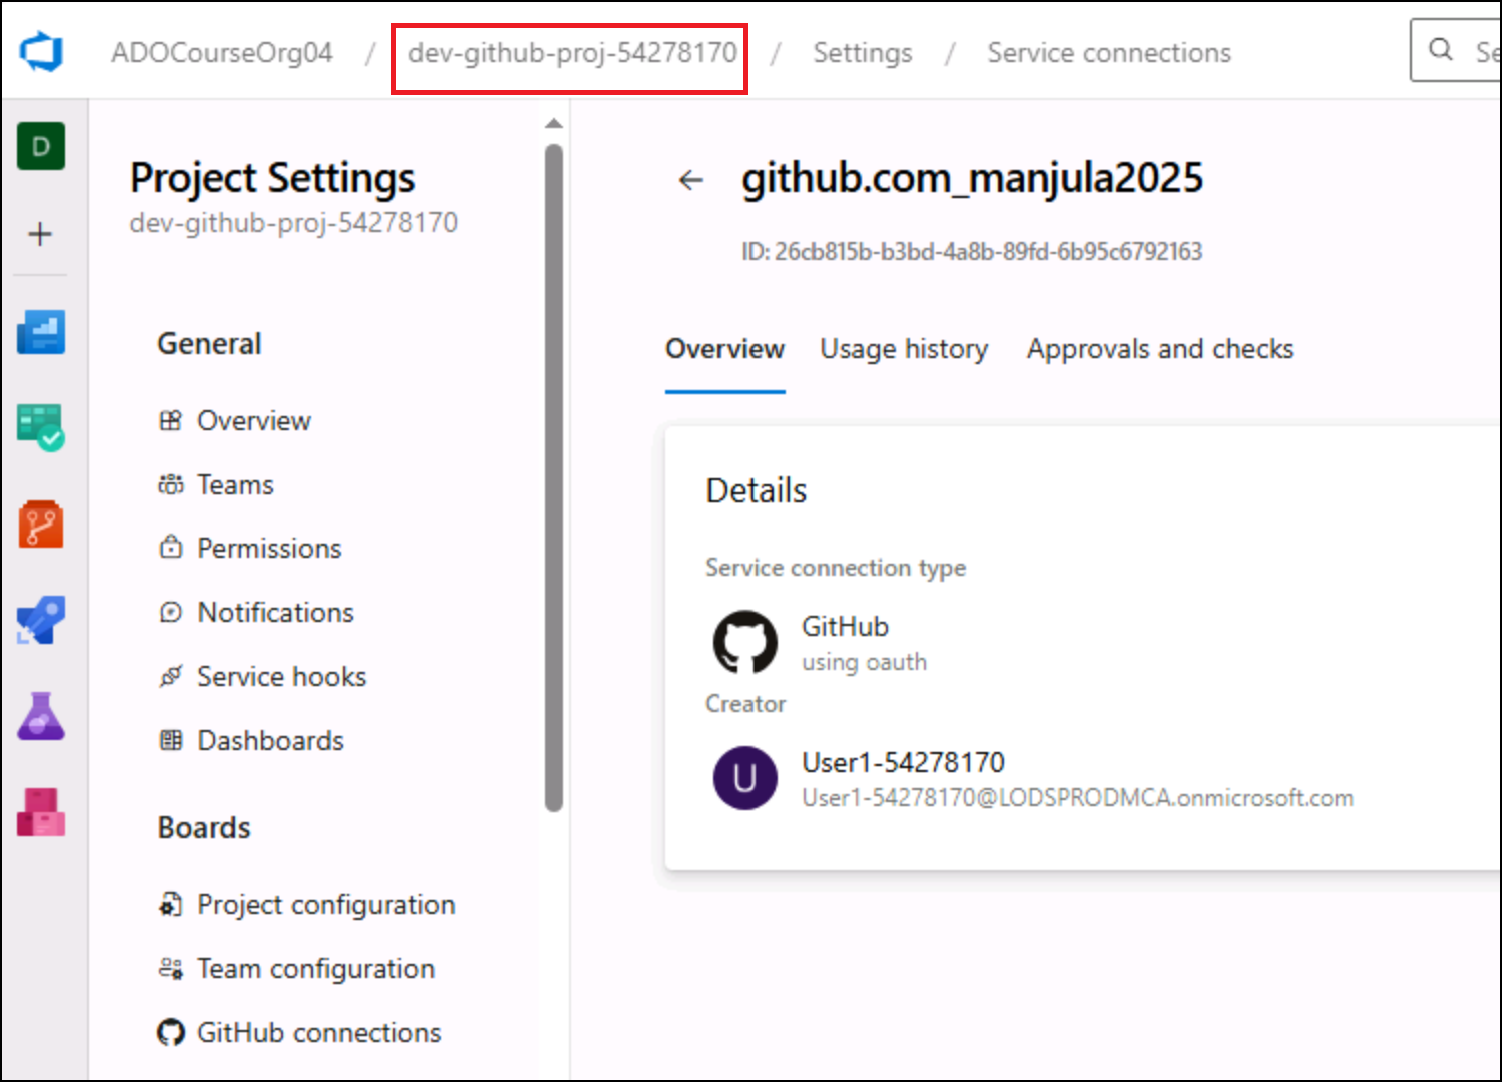 ADOCourseOrg04 / dev-github-proj-54278170 / Settings / Service connections
D
Project Settings
dev-github-proj-54278170
General
Overview
Teams
Permissions
Notifications
Service hooks
Dashboards
Boards
Project configuration
Team configuration
GitHub connections
github.com_manjula2025
ID: 26cb815b-b3bd-4a8b-89fd-6b95c6792163
Overview Usage history Approvals and checks
Details
Service connection type
GitHub
using oauth
Creator
U
User1-54278170
User1-54278170@LODSPRODMCA.onmicrosoft.com